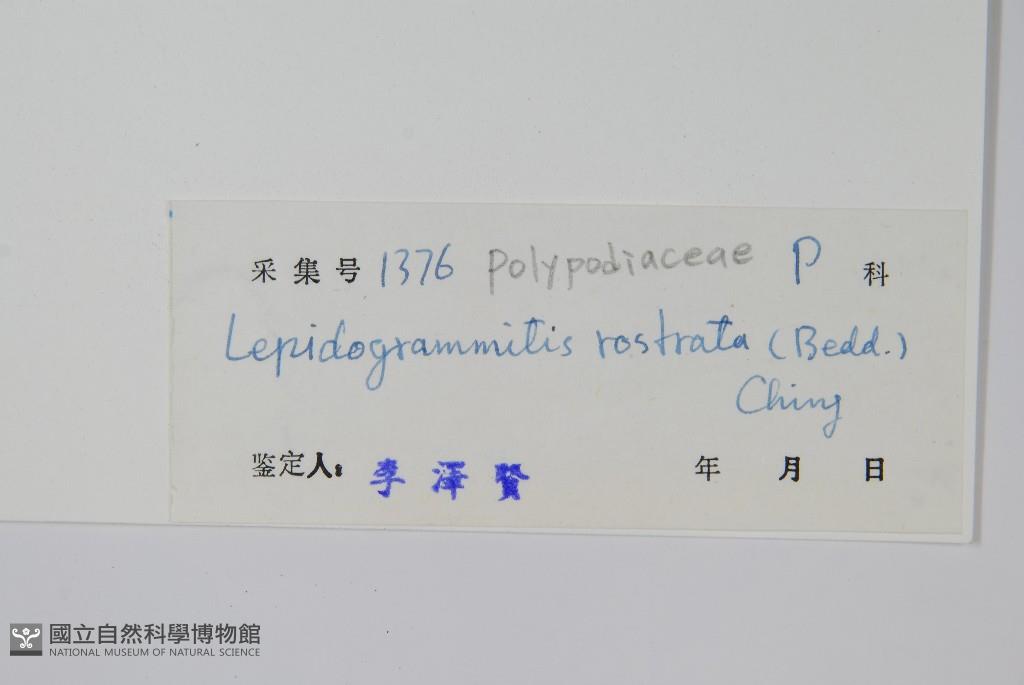 采集号 1376 Polypodiaceae P 科
Lepidogrammitis rostrata (Bedd.)
Ching
鉴定人: 李澤賢 年 月 日
國立自然科學博物館
NATIONAL MUSEUM OF NATURAL SCIENCE